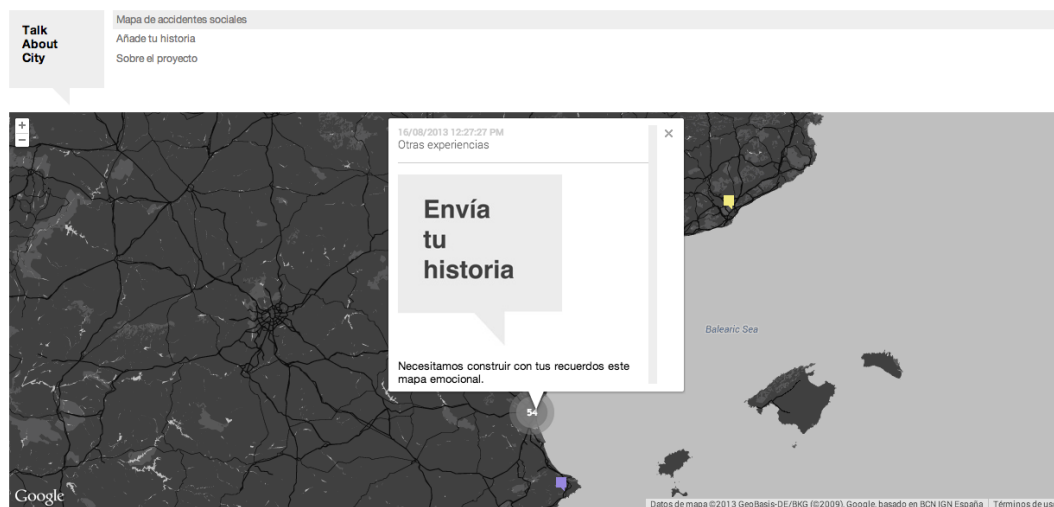 Talk
About
City
Mapa de accidentes sociales
Añade tu historia
Sobre el proyecto
+
−
16/08/2013 12:27:27 PM
Otras experiencias
×
Envía
tu
historia
Necesitamos construir con tus recuerdos este
mapa emocional.
Balearic Sea
54
Google
Datos de mapa ©2013 GeoBasis-DE/BKG (©2009), Google, basado en BCN IGN España
Términos de uso